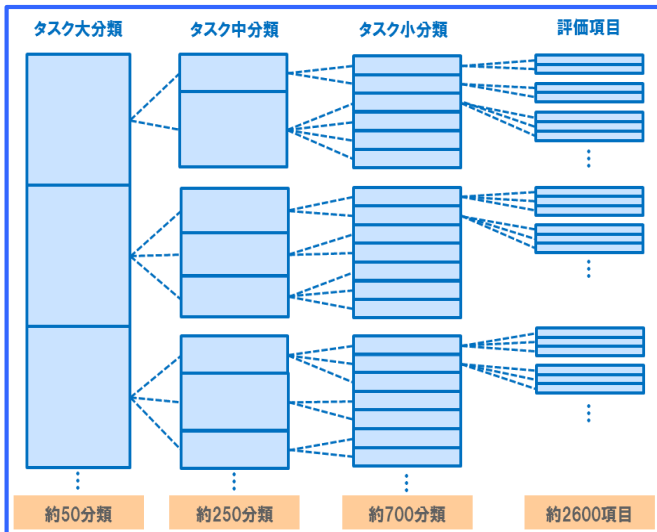 タスク大分類
タスク中分類
タスク小分類
評価項目
約50分類
約250分類
約700分類
約2600項目